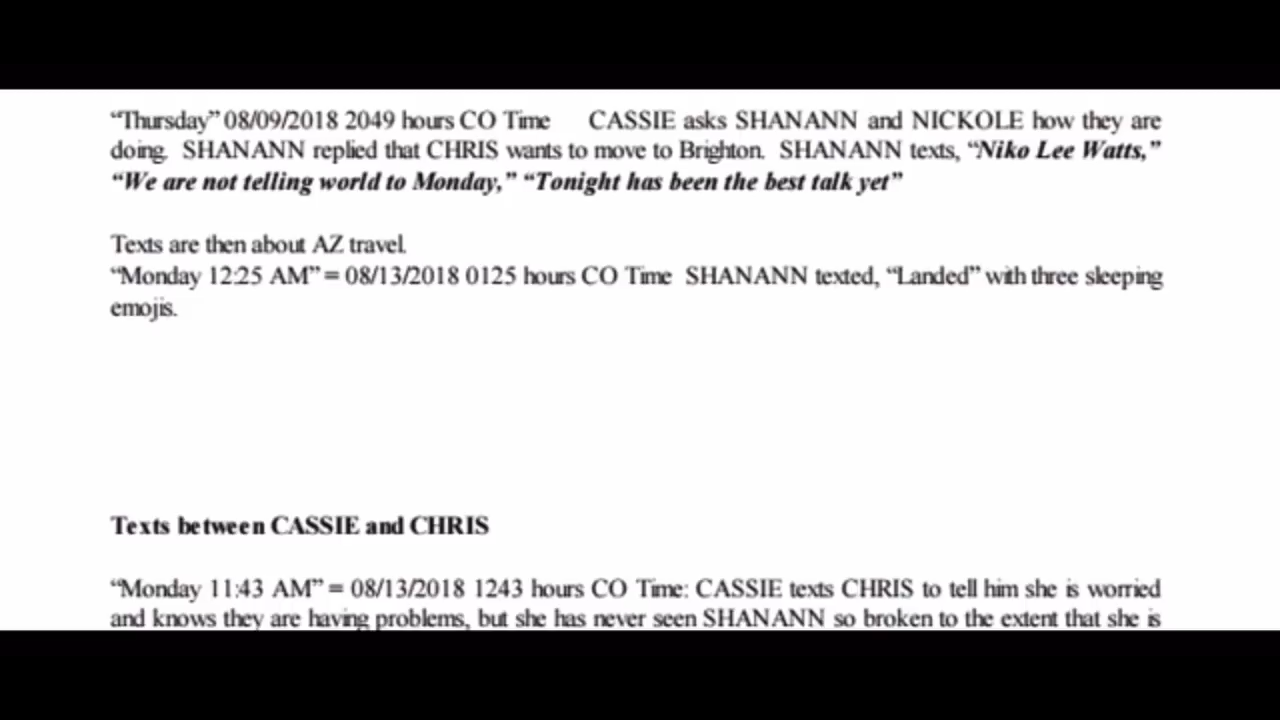 “Thursday” 08/09/2018 2049 hours CO Time CASSIE asks SHANANN and NICKOLE how they are
doing. SHANANN replied that CHRIS wants to move to Brighton. SHANANN texts, “Niko Lee Watts,”
“We are not telling world to Monday,” “Tonight has been the best talk yet”
Texts are then about AZ travel.
“Monday 12:25 AM” = 08/13/2018 0125 hours CO Time SHANANN texted, “Landed” with three sleeping
emojis.
Texts between CASSIE and CHRIS
“Monday 11:43 AM” = 08/13/2018 1243 hours CO Time: CASSIE texts CHRIS to tell him she is worried
and knows they are having problems, but she has never seen SHANANN so broken to the extent that she is